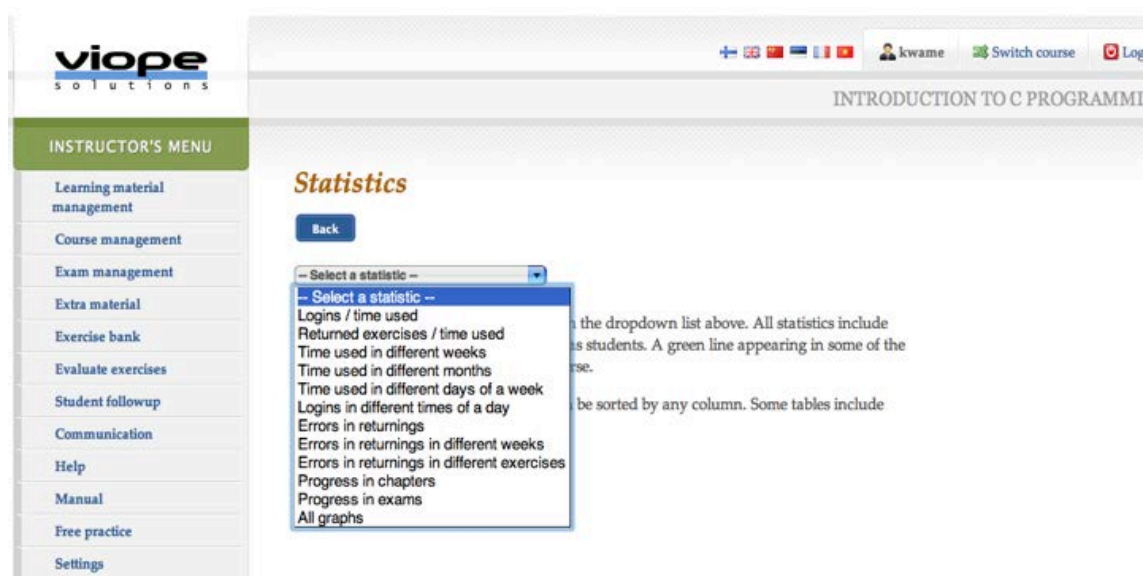 viope
solutions
kwame Switch course Log
INTRODUCTION TO C PROGRAMMI
INSTRUCTOR'S MENU
Learning material
management
Course management
Exam management
Extra material
Exercise bank
Evaluate exercises
Student followup
Communication
Help
Manual
Free practice
Settings
Statistics
Back
-- Select a statistic --
-- Select a statistic --
Logins / time used
Returned exercises / time used
Time used in different weeks
Time used in different months
Time used in different days of a week
Logins in different times of a day
Errors in returnings
Errors in returnings in different weeks
Errors in returnings in different exercises
Progress in chapters
Progress in exams
All graphs
the dropdown list above. All statistics include
students. A green line appearing in some of the
be sorted by any column. Some tables include